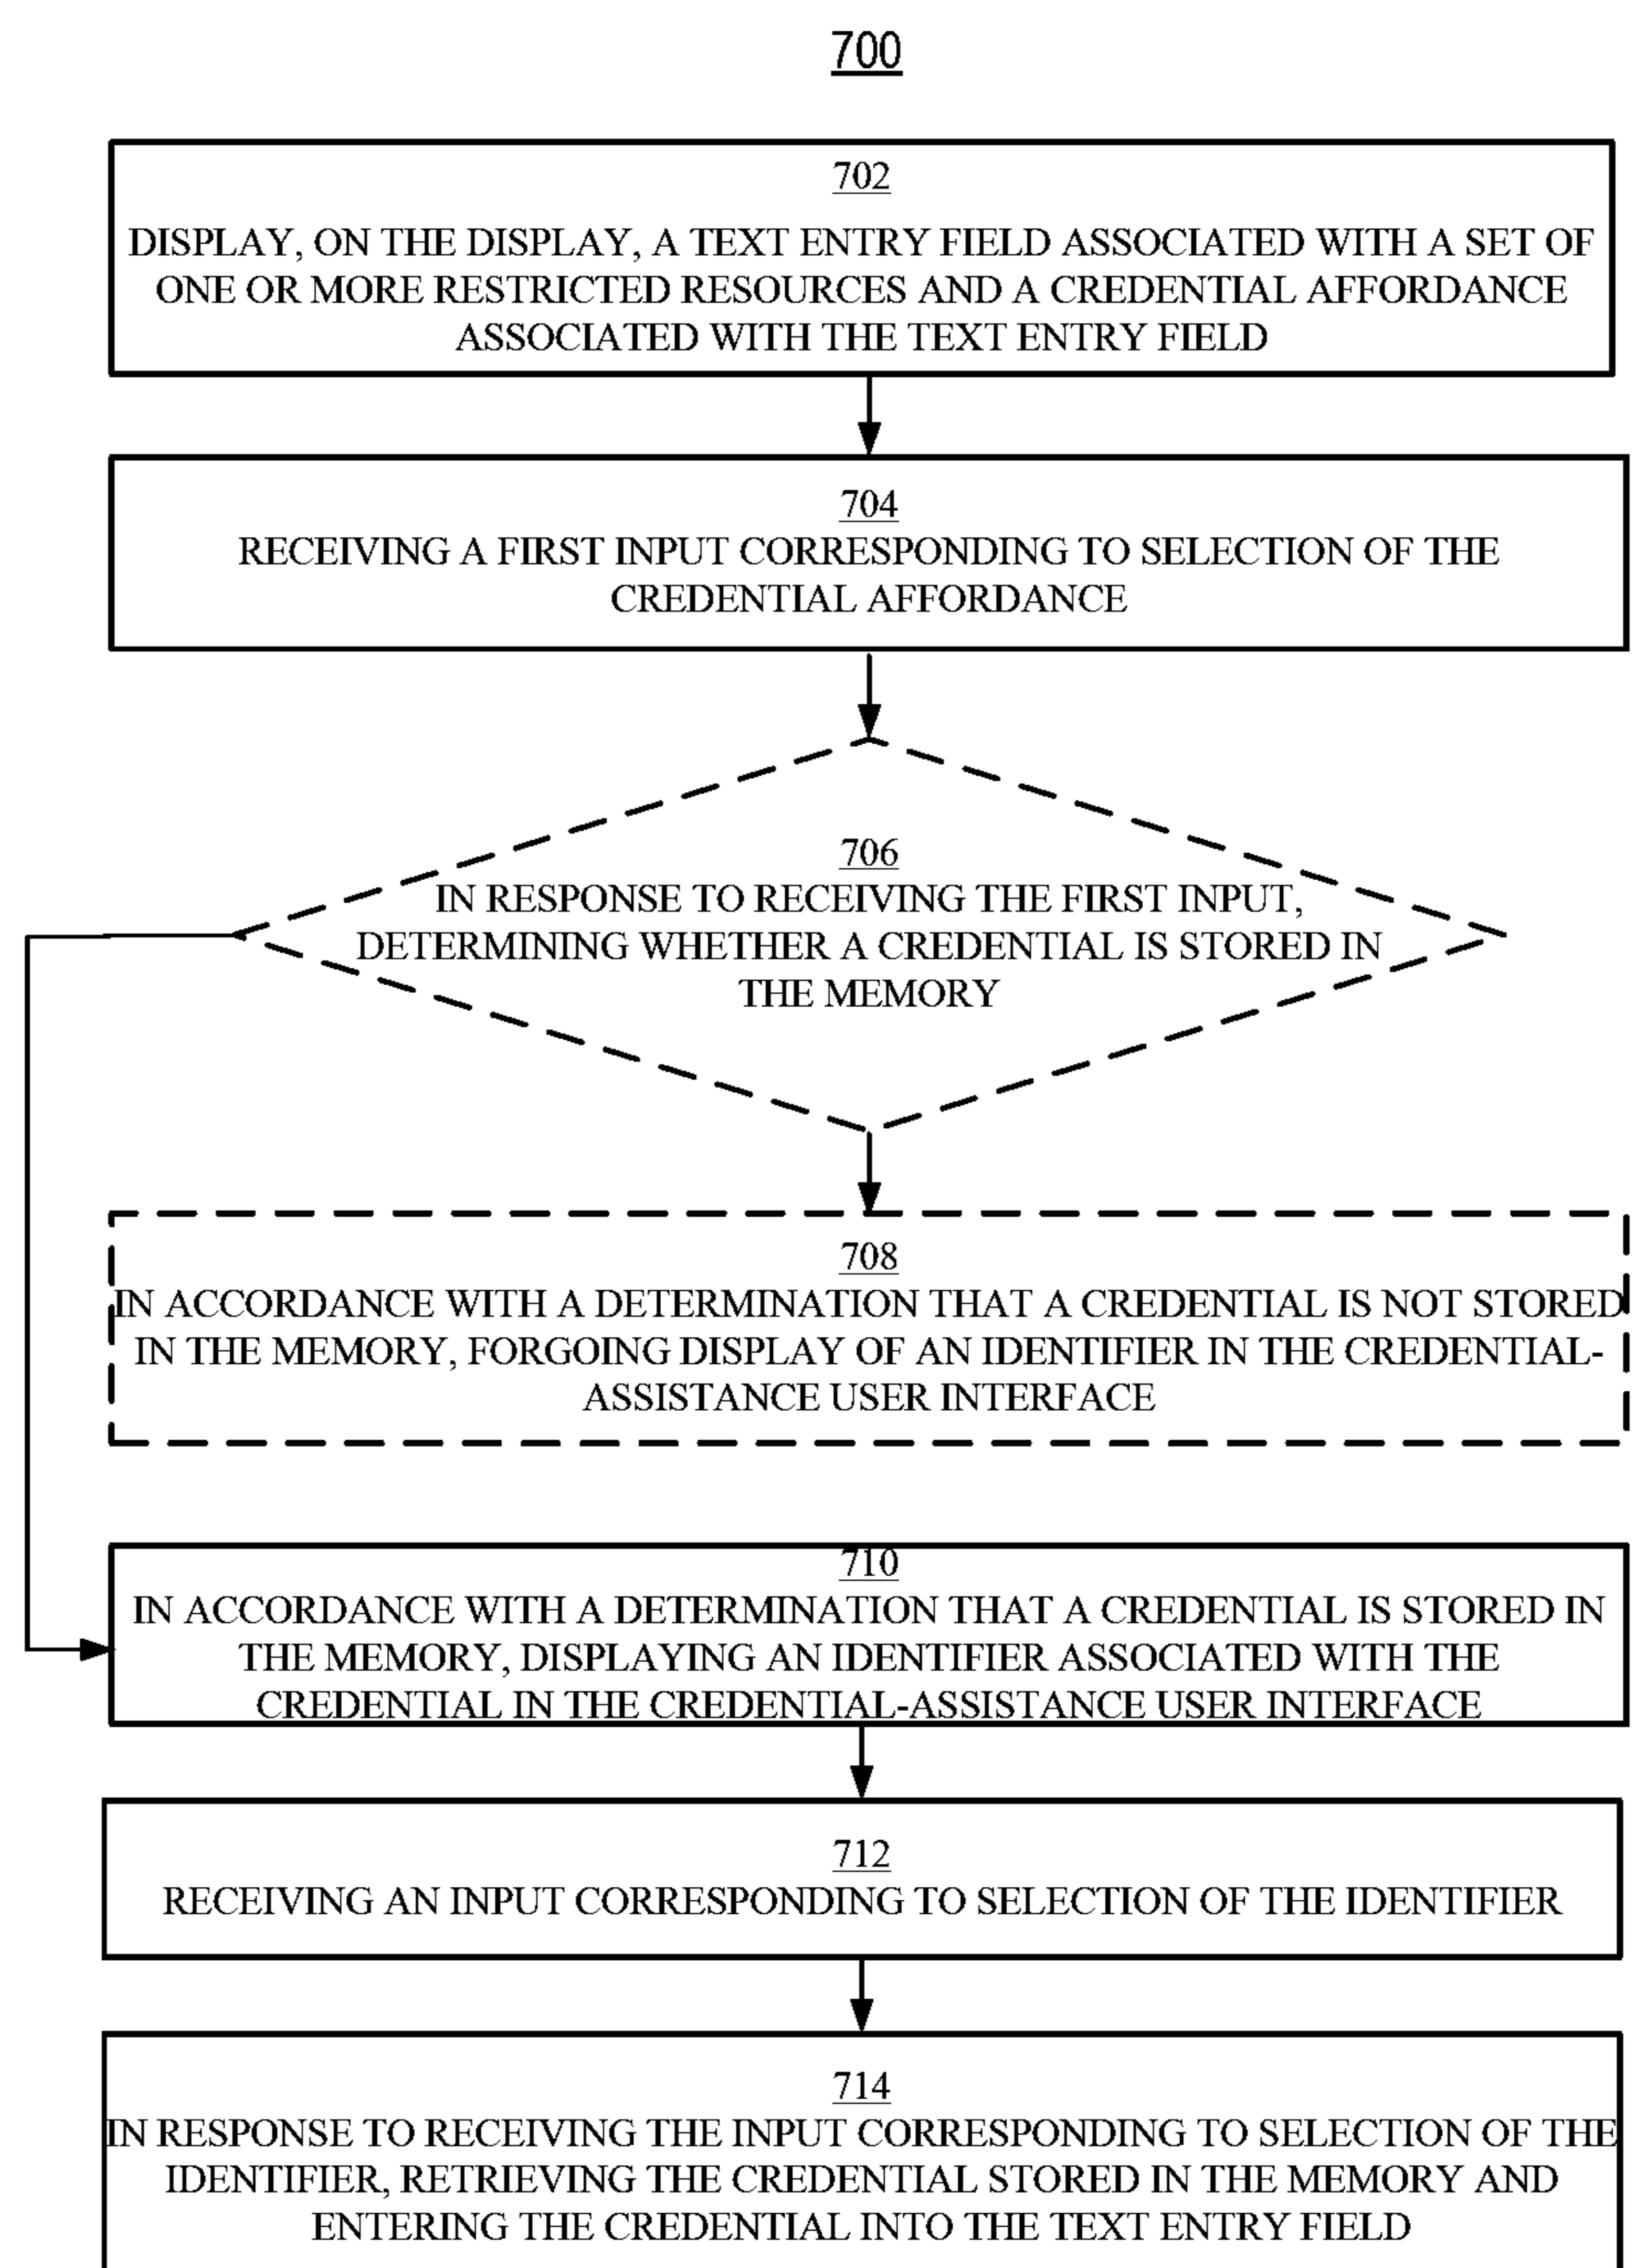 700
702
DISPLAY, ON THE DISPLAY, A TEXT ENTRY FIELD ASSOCIATED WITH A SET OF
ONE OR MORE RESTRICTED RESOURCES AND A CREDENTIAL AFFORDANCE
ASSOCIATED WITH THE TEXT ENTRY FIELD
704
RECEIVING A FIRST INPUT CORRESPONDING TO SELECTION OF THE
CREDENTIAL AFFORDANCE
706
IN RESPONSE TO RECEIVING THE FIRST INPUT,
DETERMINING WHETHER A CREDENTIAL IS STORED IN
THE MEMORY
708
IN ACCORDANCE WITH A DETERMINATION THAT A CREDENTIAL IS NOT STORED
IN THE MEMORY, FORGOING DISPLAY OF AN IDENTIFIER IN THE CREDENTIAL-
ASSISTANCE USER INTERFACE
710
IN ACCORDANCE WITH A DETERMINATION THAT A CREDENTIAL IS STORED IN
THE MEMORY, DISPLAYING AN IDENTIFIER ASSOCIATED WITH THE
CREDENTIAL IN THE CREDENTIAL-ASSISTANCE USER INTERFACE
712
RECEIVING AN INPUT CORRESPONDING TO SELECTION OF THE IDENTIFIER
714
IN RESPONSE TO RECEIVING THE INPUT CORRESPONDING TO SELECTION OF THE
IDENTIFIER, RETRIEVING THE CREDENTIAL STORED IN THE MEMORY AND
ENTERING THE CREDENTIAL INTO THE TEXT ENTRY FIELD